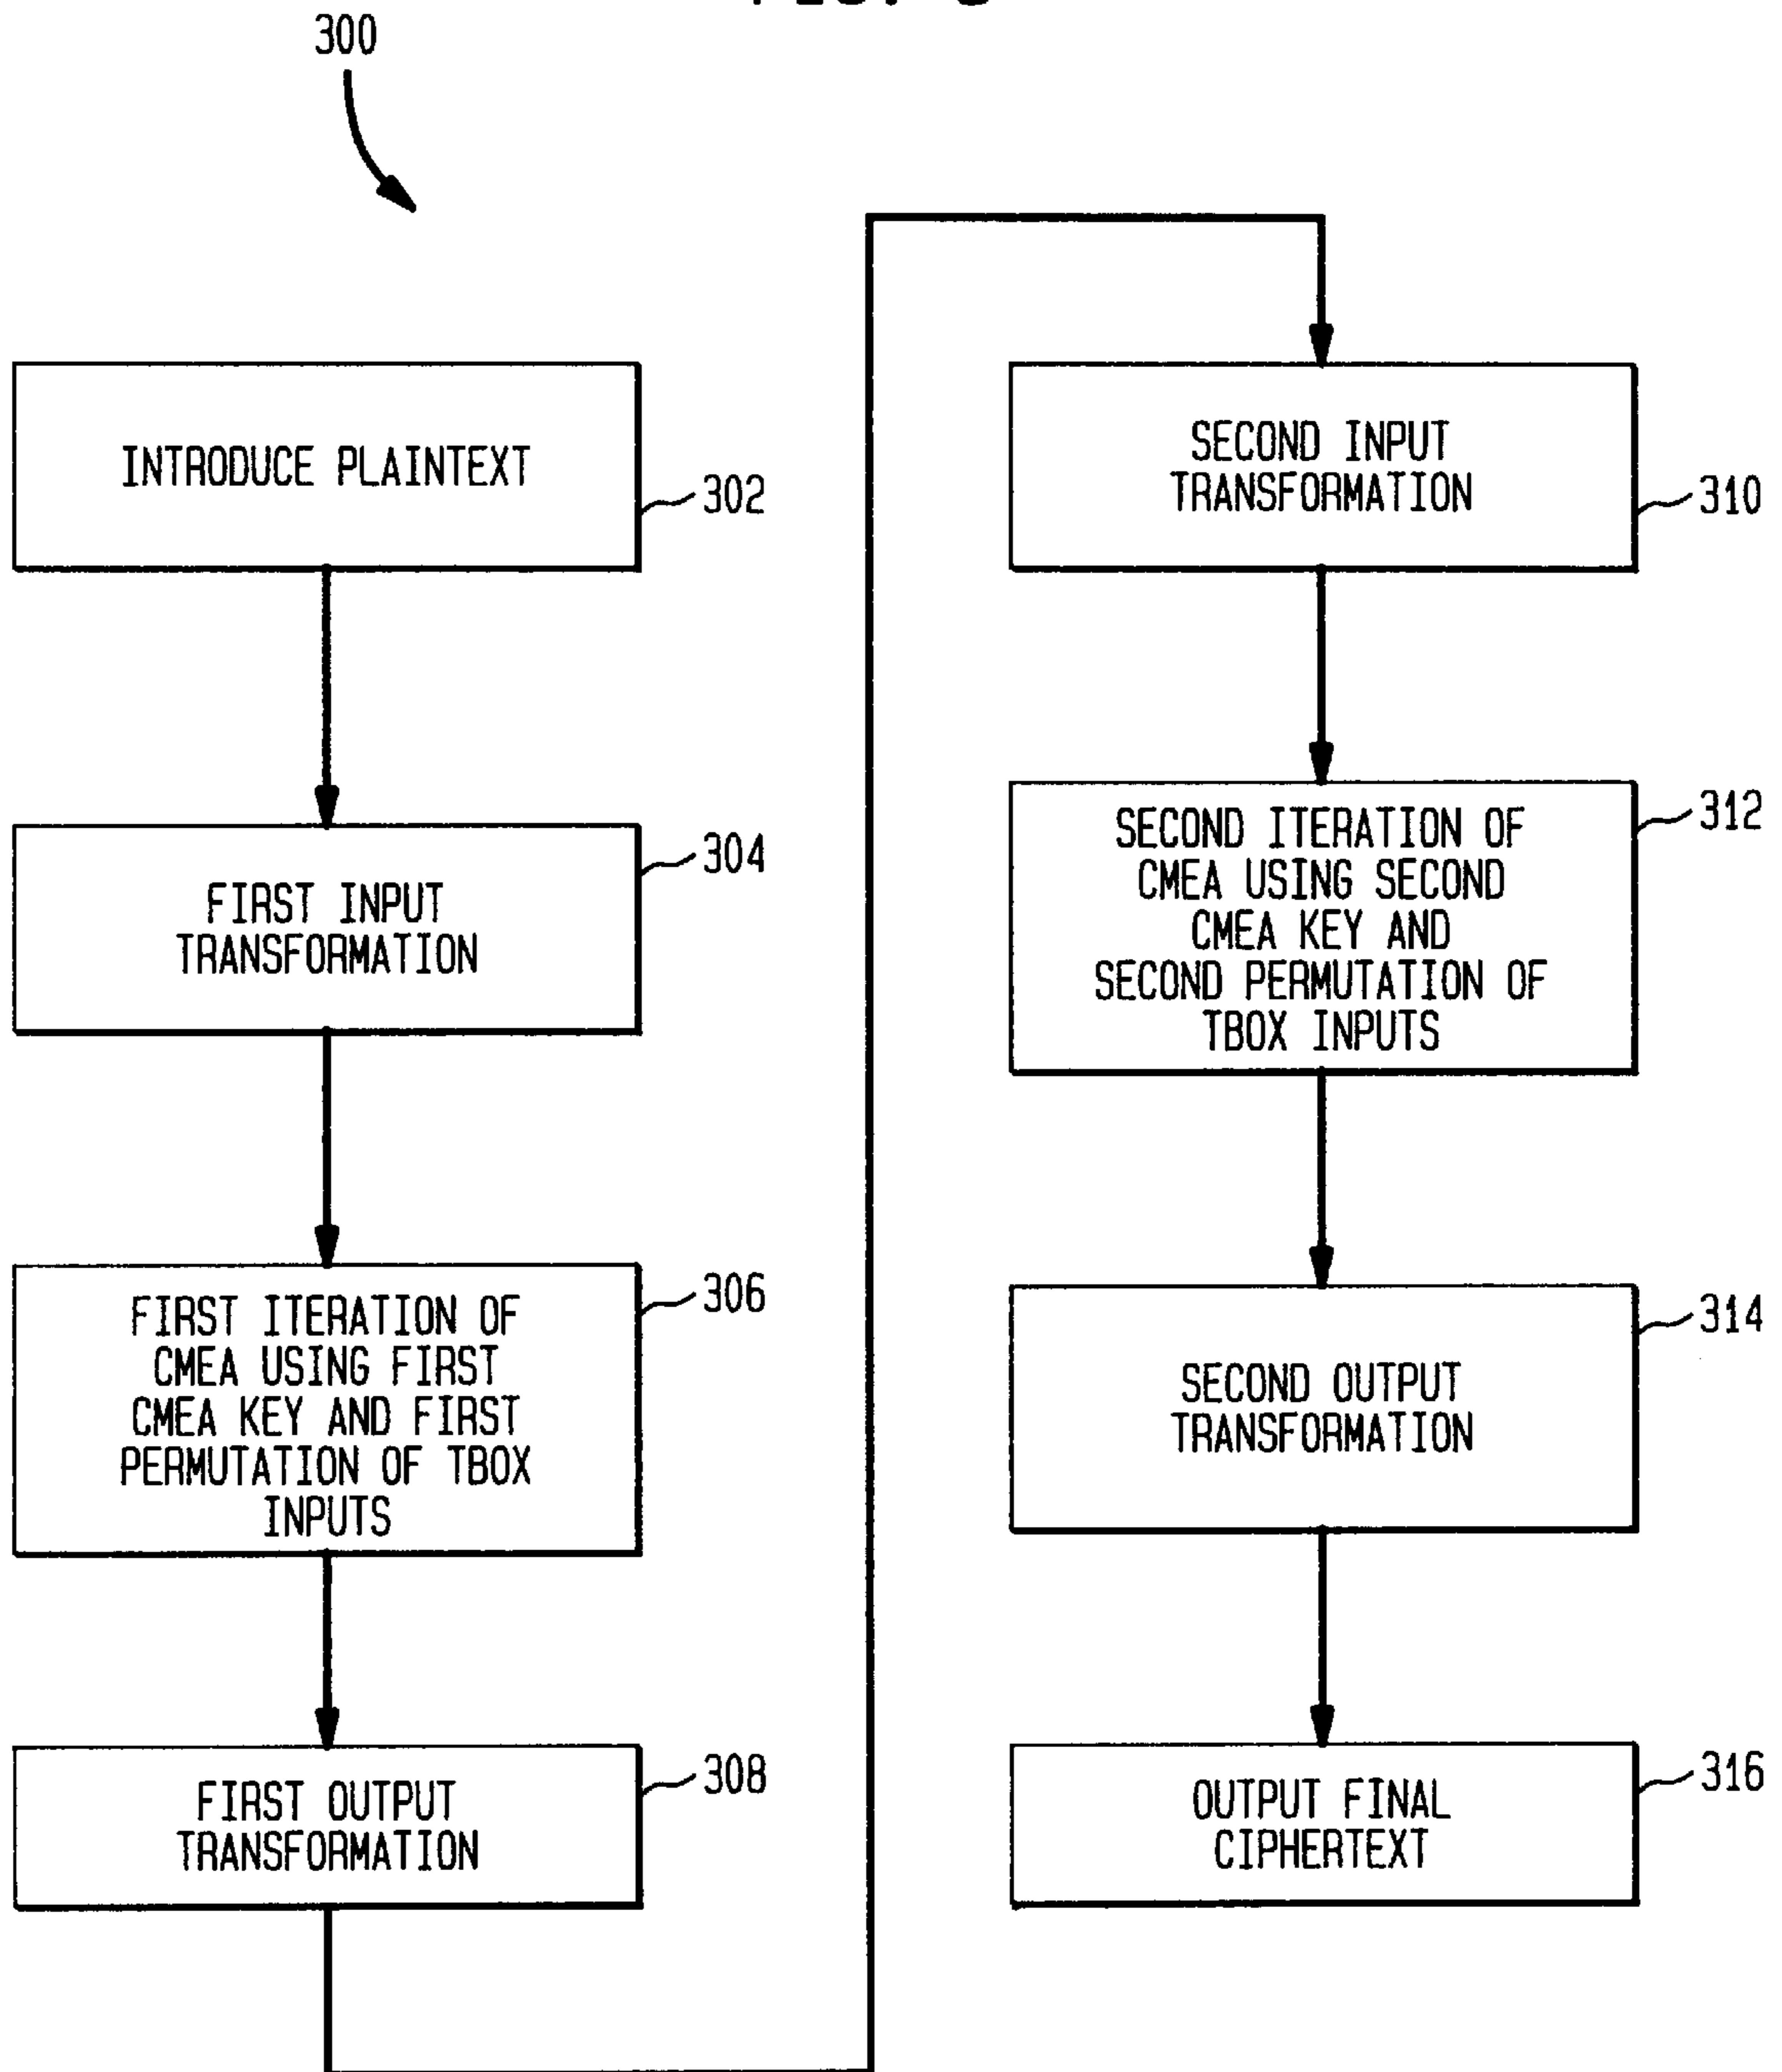 300
INTRODUCE PLAINTEXT
302
FIRST INPUT
TRANSFORMATION
304
FIRST ITERATION OF
CMEA USING FIRST
CMEA KEY AND FIRST
PERMUTATION OF TBOX
INPUTS
306
FIRST OUTPUT
TRANSFORMATION
308
SECOND INPUT
TRANSFORMATION
310
SECOND ITERATION OF
CMEA USING SECOND
CMEA KEY AND
SECOND PERMUTATION OF
TBOX INPUTS
312
SECOND OUTPUT
TRANSFORMATION
314
OUTPUT FINAL
CIPHERTEXT
316